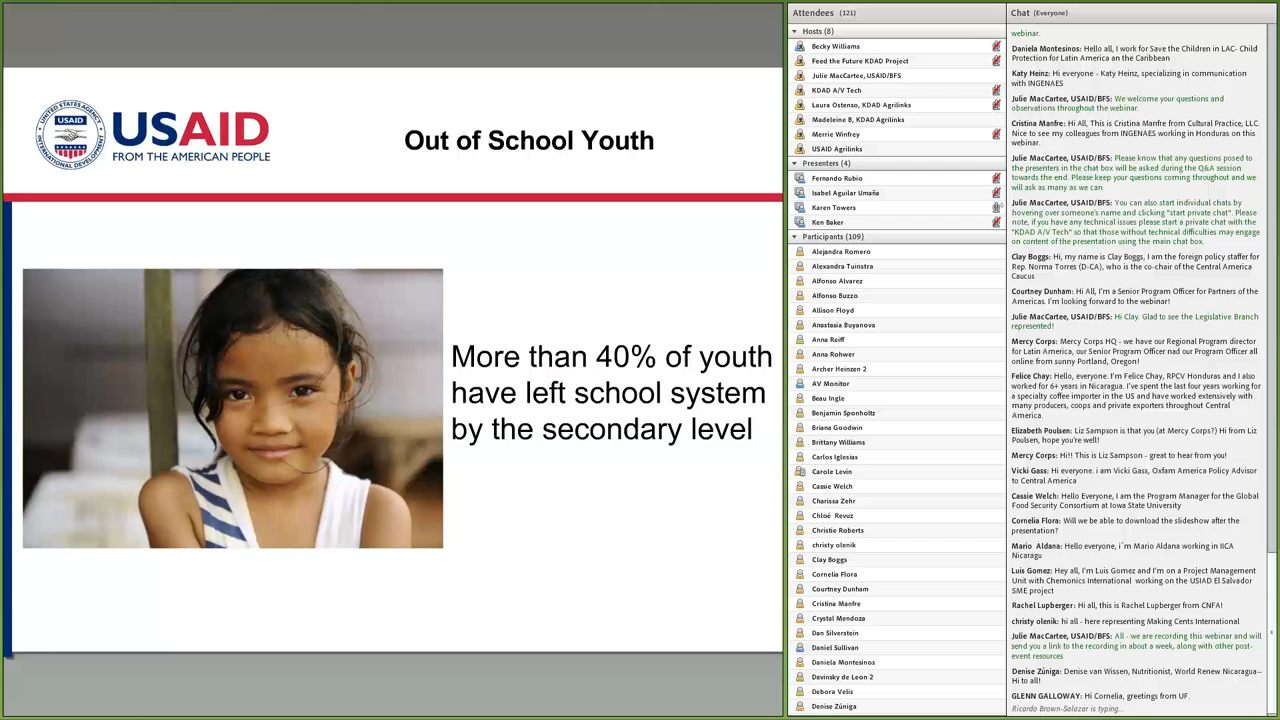 UNITED STATES AGENCY
USAID
INTERNATIONAL DEVELOPMENT
USAID
FROM THE AMERICAN PEOPLE
Out of School Youth
More than 40% of youth
have left school system
by the secondary level
Attendees (121)
Hosts (8)
Becky Williams
Feed the Future KDAD Project
Julie MacCartee, USAID/BFS
KDAD A/V Tech
Laura Ostenso, KDAD Agrilinks
Madeleine B, KDAD Agrilinks
Merrie Winfrey
USAID Agrilinks
Presenters (4)
Fernando Rubio
Isabel Aguilar Umaña
Karen Towers
Ken Baker
Participants (109)
Alejandra Romero
Alexandra Tuinstra
Alfonso Alvarez
Alfonso Buzzo
Allison Floyd
Anastasia Buyanova
Anna Reiff
Anna Rohwer
Archer Heinzen 2
AV Monitor
Beau Ingle
Benjamin Sponholtz
Briana Goodwin
Brittany Williams
Carlos Iglesias
Carole Levin
Cassie Welch
Charissa Zehr
Chloé Revuz
Christie Roberts
christy olenik
Clay Boggs
Cornelia Flora
Courtney Dunham
Cristina Manfre
Crystal Mendoza
Dan Silverstein
Daniel Sullivan
Daniela Montesinos
Davinsky de Leon 2
Debora Velis
Denise Zúniga
Chat (Everyone)
webinar.
Daniela Montesinos: Hello all, I work for Save the Children in LAC- Child
Protection for Latin America an the Caribbean
Katy Heinz: Hi everyone - Katy Heinz, specializing in communication
with INGENAES
Julie MacCartee, USAID/BFS: We welcome your questions and
observations throughout the webinar.
Cristina Manfre: Hi All, This is Cristina Manfre from Cultural Practice, LLC.
Nice to see my colleagues from INGENAES working in Honduras on this
webinar.
Julie MacCartee, USAID/BFS: Please know that any questions posed to
the presenters in the chat box will be asked during the Q&A session
towards the end. Please keep your questions coming throughout and we
will ask as many as we can
Julie MacCartee, USAID/BFS: You can also start individual chats by
hovering over someone's name and clicking "start private chat". Please
note, if you have any technical issues please start a private chat with the
"KDAD A/V Tech" so that those without technical difficulties may engage
on content of the presentation using the main chat box.
Clay Boggs: Hi, my name is Clay Boggs, I am the foreign policy staffer for
Rep. Norma Torres (D-CA), who is the co-chair of the Central America
Caucus
Courtney Dunham: Hi All, I'm a Senior Program Officer for Partners of the
Americas. I'm looking forward to the webinar!
Julie MacCartee, USAID/BFS: Hi Clay. Glad to see the Legislative Branch
represented!
Mercy Corps: Mercy Corps HQ - we have our Regional Program director
for Latin America, our Senior Program Officer nad our Program Officer all
online from sunny Portland, Oregon!
Felice Chay: Hello, everyone. I'm Felice Chay, RPCV Honduras and I also
worked for 6+ years in Nicaragua. I've spent the last four years working for
a specialty coffee importer in the US and have worked extensively with
many producers, coops and private exporters throughout Central
America.
Elizabeth Poulsen: Liz Sampson is that you (at Mercy Corps?) Hi from Liz
Poulsen, hope you're well!
Mercy Corps: Hi!! This is Liz Sampson - great to hear from you!
Vicki Gass: Hi everyone. i am Vicki Gass, Oxfam America Policy Advisor
to Central America
Cassie Welch: Hello Everyone, I am the Program Manager for the Global
Food Security Consortium at Iowa State University
Cornelia Flora: Will we be able to download the slideshow after the
presentation?
Mario Aldana: Hello everyone, i´m Mario Aldana working in IICA
Nicaragu
Luis Gomez: Hey all, I'm Luis Gomez and I'm on a Project Management
Unit with Chemonics International working on the USIAD El Salvador
SME project
Rachel Lupberger: Hi all, this is Rachel Lupberger from CNFA!
christy olenik: hi all - here representing Making Cents International
Julie MacCartee, USAID/BFS: All - we are recording this webinar and will
send you a link to the recording in about a week, along with other post-
event resources
Denise Zúniga: Denise van Wissen, Nutritionist, World Renew Nicaragua--
Hi to all!
GLENN GALLOWAY: Hi Cornelia, greetings from UF.
Ricardo Brown-Salazar is typing...